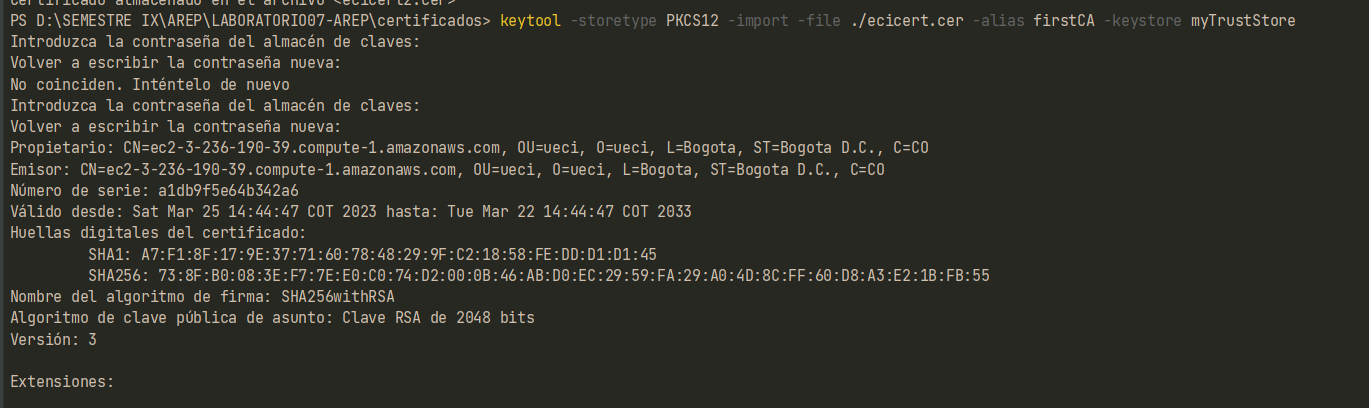 Certificado almacenado en el archivo <ecicert2.cer>
PS D:\SEMESTRE IX\AREP\LABORATORIO07-AREP\certificados> keytool -storetype PKCS12 -import -file ./ecicert.cer -alias firstCA -keystore myTrustStore
Introduzca la contraseña del almacén de claves:
Volver a escribir la contraseña nueva:
No coinciden. Inténtelo de nuevo
Introduzca la contraseña del almacén de claves:
Volver a escribir la contraseña nueva:
Propietario: CN=ec2-3-236-190-39.compute-1.amazonaws.com, OU=ueci, O=ueci, L=Bogota, ST=Bogota D.C., C=CO
Emisor: CN=ec2-3-236-190-39.compute-1.amazonaws.com, OU=ueci, O=ueci, L=Bogota, ST=Bogota D.C., C=CO
Número de serie: a1db9f5e64b342a6
Válido desde: Sat Mar 25 14:44:47 COT 2023 hasta: Tue Mar 22 14:44:47 COT 2033
Huellas digitales del certificado:
SHA1: A7:F1:8F:17:9E:37:71:60:78:48:29:9F:C2:18:58:FE:DD:D1:D1:45
SHA256: 73:8F:B0:08:3E:F7:7E:E0:C0:74:D2:00:0B:46:AB:D0:EC:29:59:FA:29:A0:4D:8C:FF:60:D8:A3:E2:1B:FB:55
Nombre del algoritmo de firma: SHA256withRSA
Algoritmo de clave pública de asunto: Clave RSA de 2048 bits
Versión: 3
Extensiones: